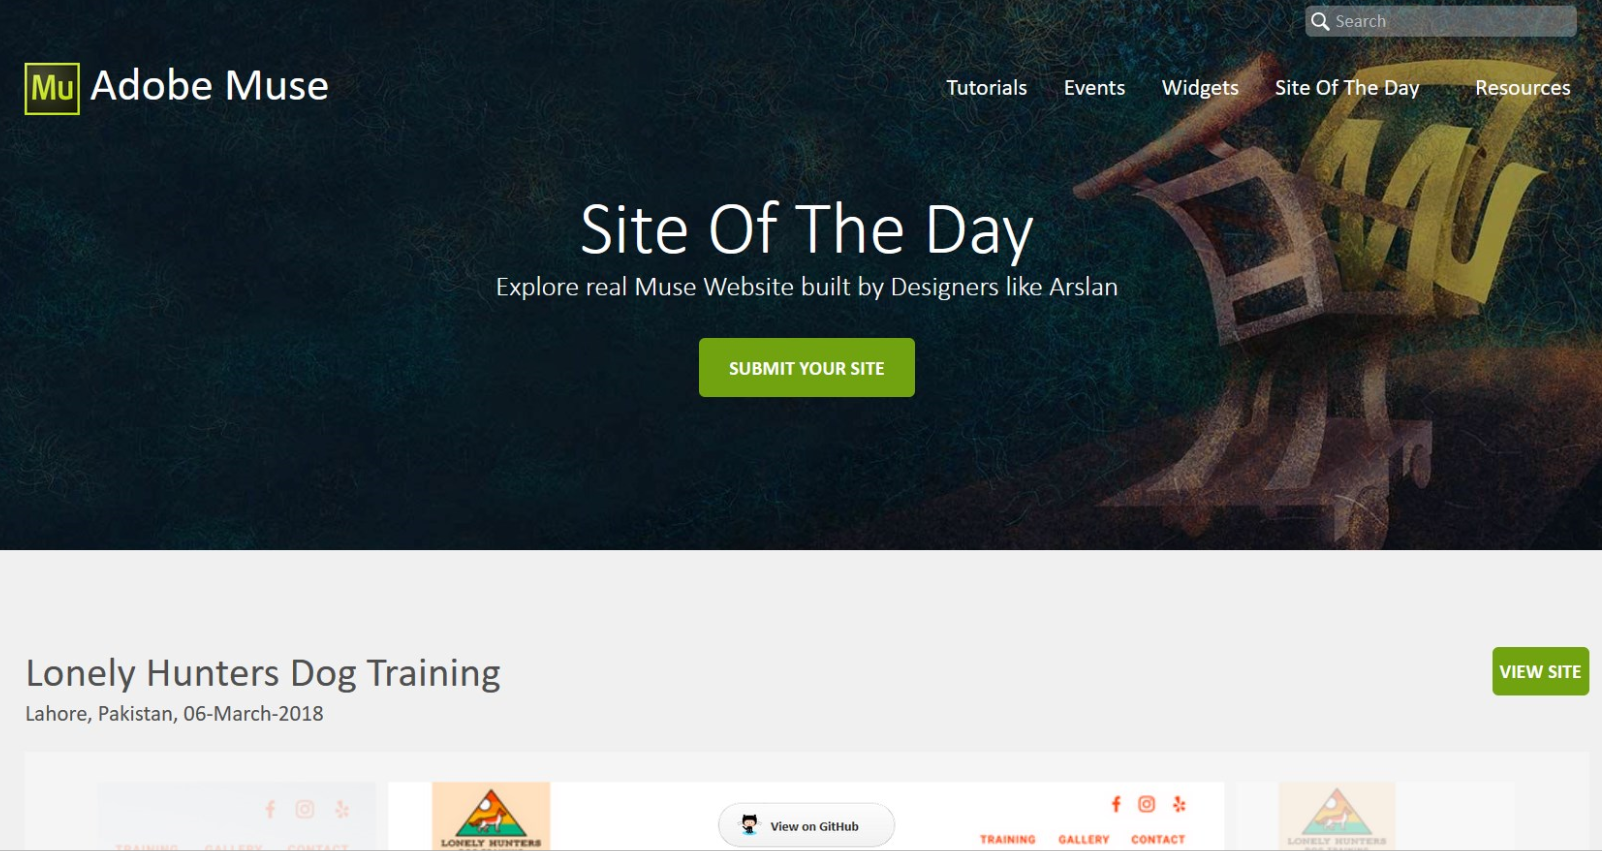 Search
Mu Adobe Muse
Tutorials Events Widgets Site Of The Day Resources
Site Of The Day
Explore real Muse Website built by Designers like Arslan
SUBMIT YOUR SITE
Lonely Hunters Dog Training
VIEW SITE
Lahore, Pakistan, 06-March-2018
View on GitHub
TRAINING GALLERY CONTACT
LONELY HUNTERS
DOG TRAINING
TRAINING GALLERY CONTACT
LONELY HUNTERS